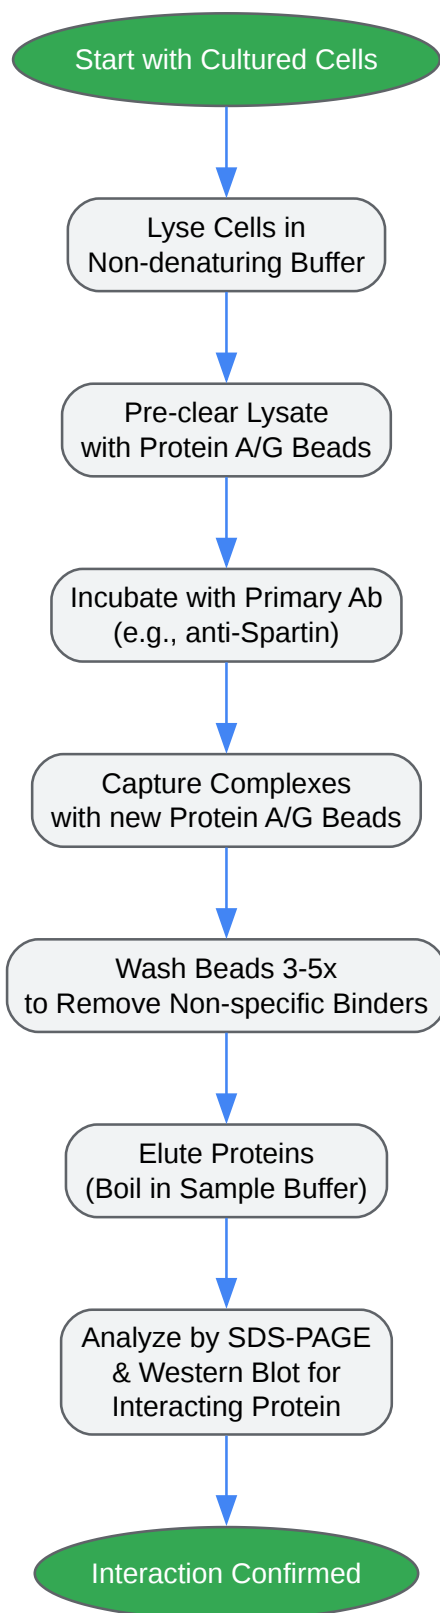 Start with Cultured Cells
Lyse Cells in
Non-denaturing Buffer
Pre-clear Lysate
with Protein A/G Beads
Incubate with Primary Ab
(e.g., anti-Spartin)
Capture Complexes
with new Protein A/G Beads
Wash Beads 3-5x
to Remove Non-specific Binders
Elute Proteins
(Boil in Sample Buffer)
Analyze by SDS-PAGE
& Western Blot for
Interacting Protein
Interaction Confirmed